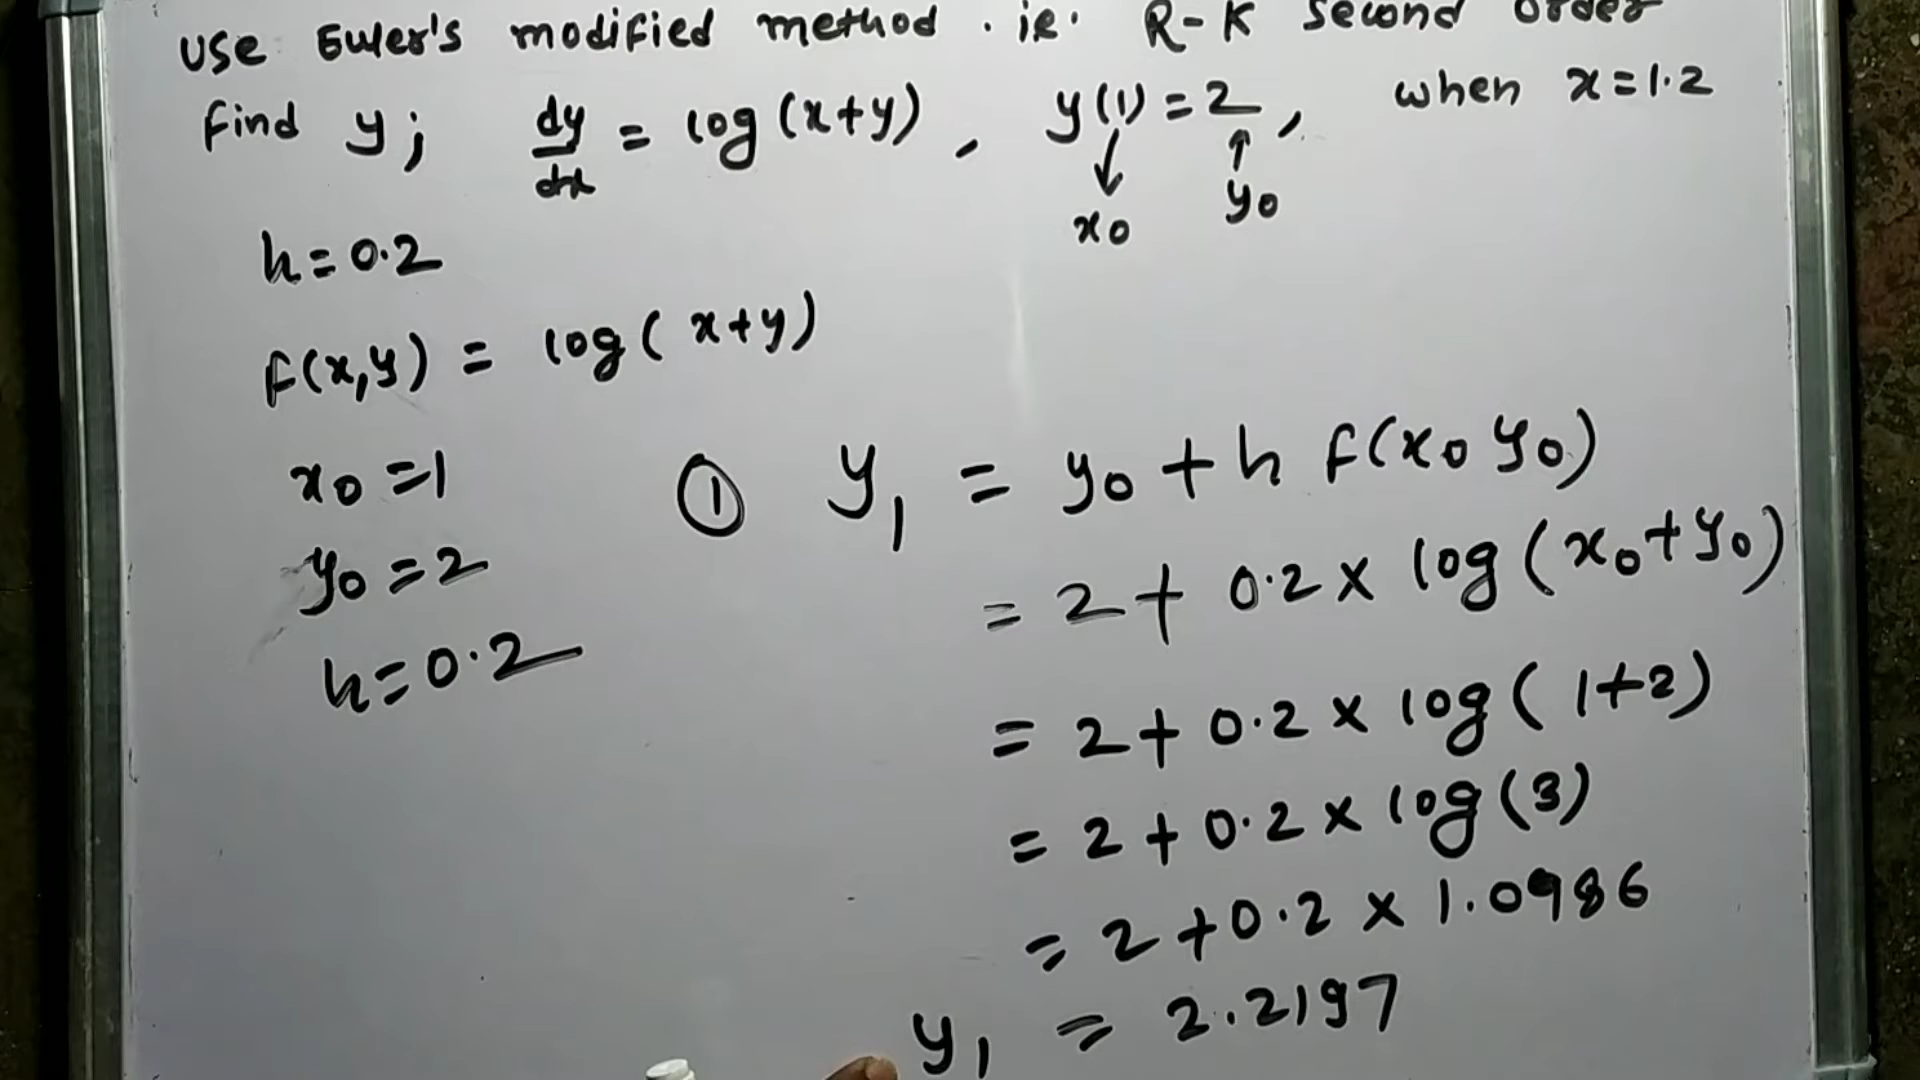 Use Euler's modified method . ie. R-K second order
find y; dy/dx = log (x+y) , y(1) = 2 , when x = 1.2
x0 y0
h = 0.2
f(x,y) = log ( x+y)
x0 = 1
y0 = 2
h = 0.2
① y1 = y0 + h f(x0 y0)
= 2 + 0.2 x log (x0+y0)
= 2 + 0.2 x log ( 1+2)
= 2 + 0.2 x log (3)
= 2 + 0.2 x 1.0986
y1 = 2.2197